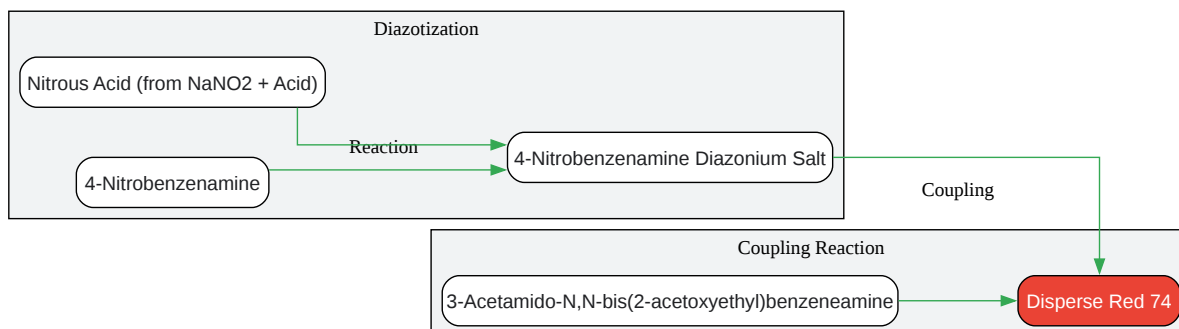 Diazotization
Nitrous Acid (from NaNO2 + Acid)
Reaction
4-Nitrobenzenamine Diazonium Salt
4-Nitrobenzenamine
Coupling
Coupling Reaction
3-Acetamido-N,N-bis(2-acetoxyethyl)benzeneamine
Disperse Red 74